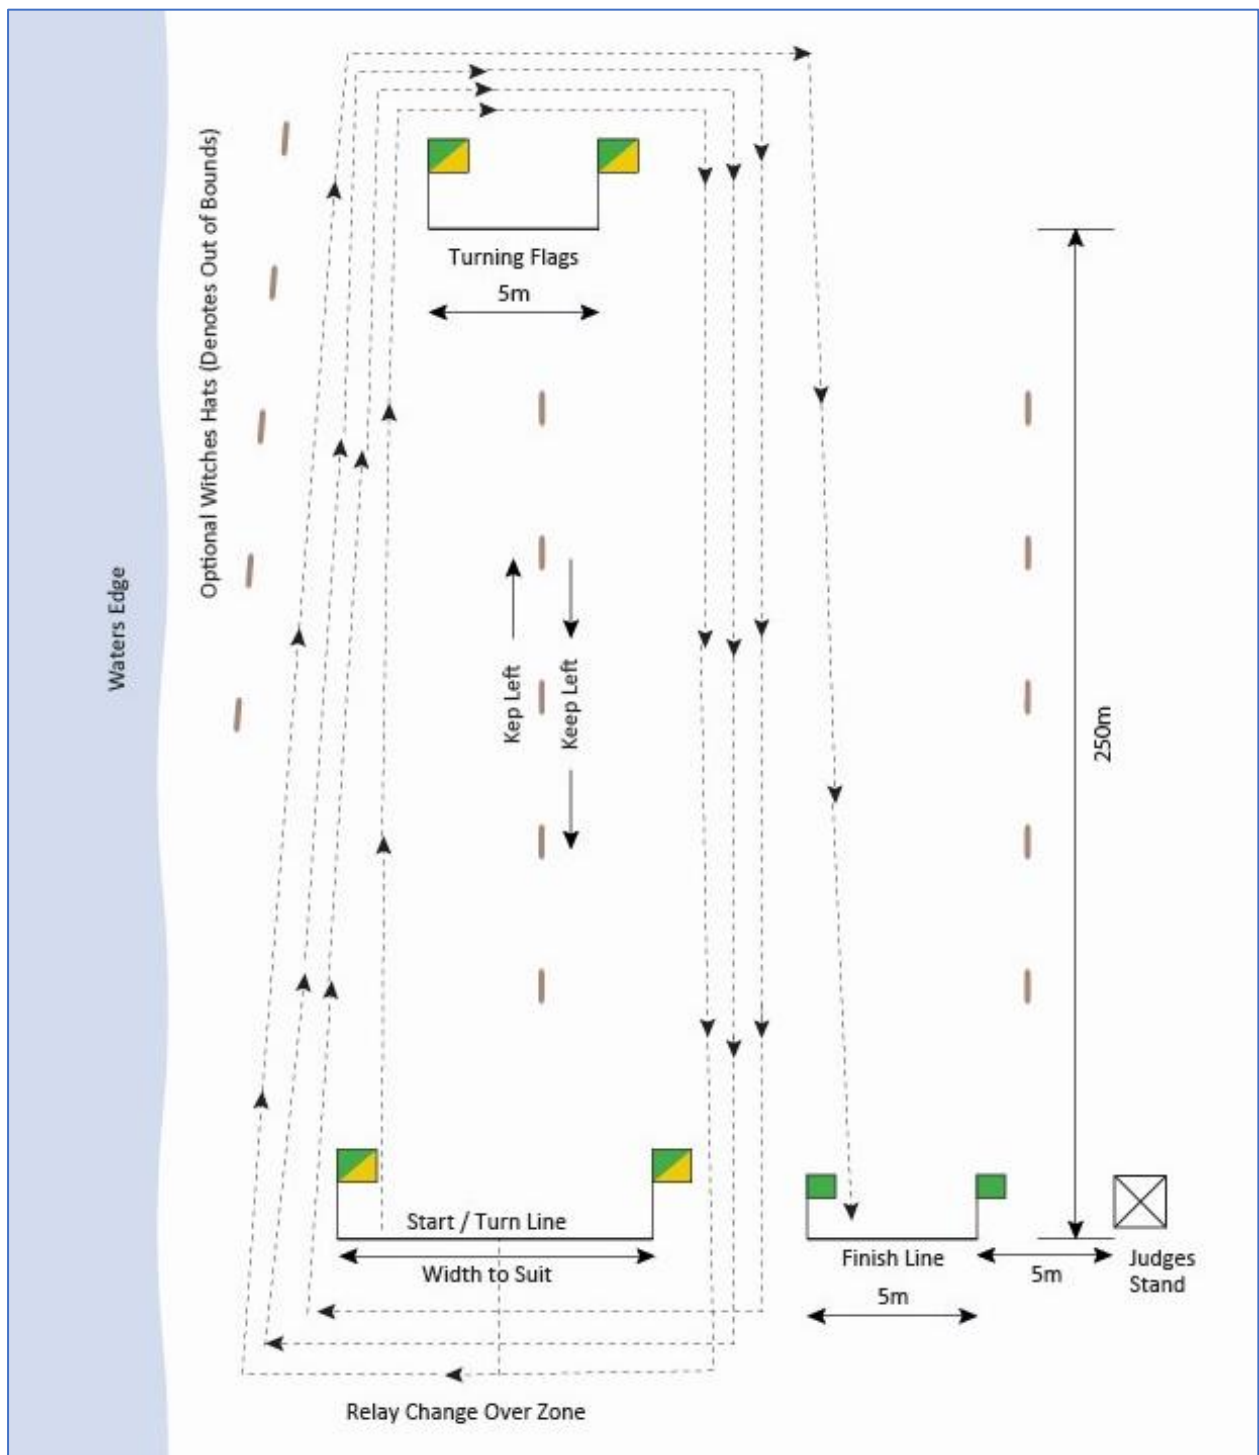 Optional Witches Hats (Denotes Out of Bounds)
Turning Flags
5m
Waters Edge
Kep Left
Keep Left
250m
Start / Turn Line
Width to Suit
Finish Line
5m
5m
Judges
Stand
Relay Change Over Zone